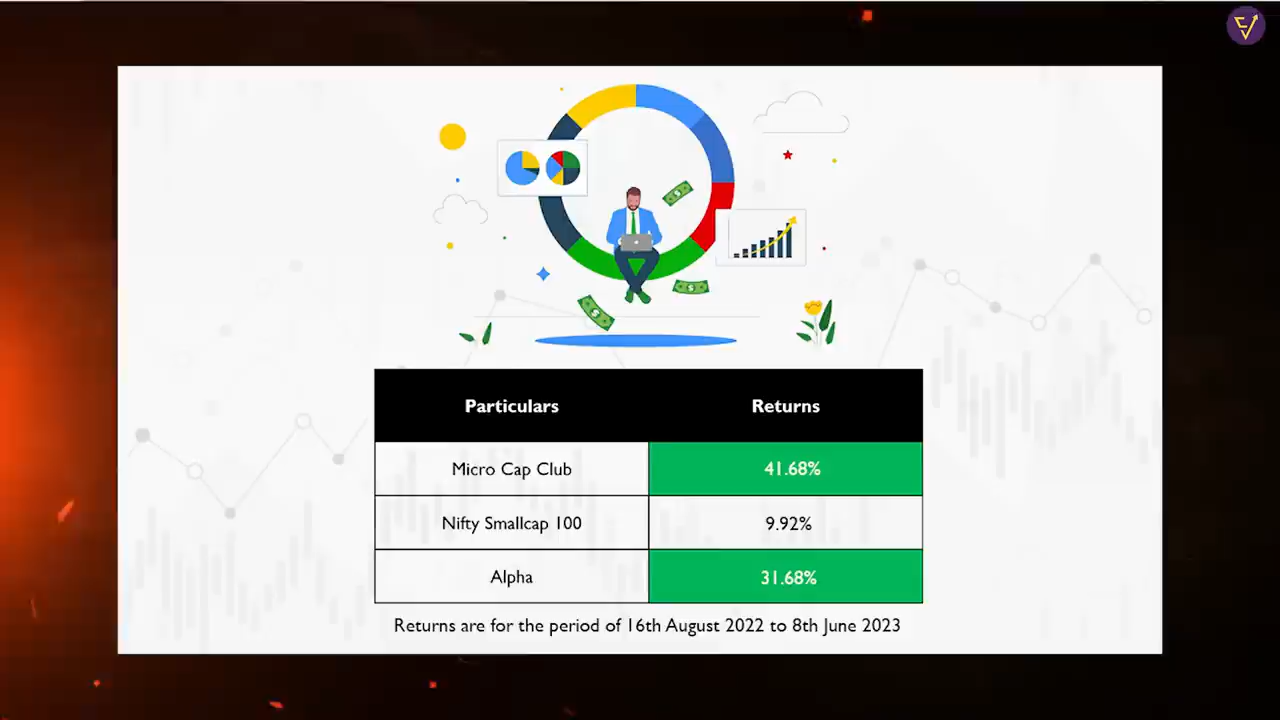 Particulars Returns
Micro Cap Club 41.68%
Nifty Smallcap 100 9.92%
Alpha 31.68%
Returns are for the period of 16th August 2022 to 8th June 2023